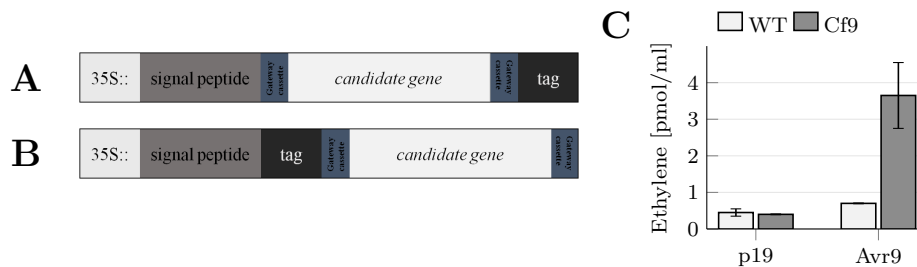 A
35S::
signal peptide
Gateway
cassette
candidate gene
Gateway
cassette
tag
B
35S::
signal peptide
tag
Gateway
cassette
candidate gene
Gateway
cassette
C
WT
Cf9
Ethylene [pmol/ml]
4
3
2
1
0
p19
Avr9